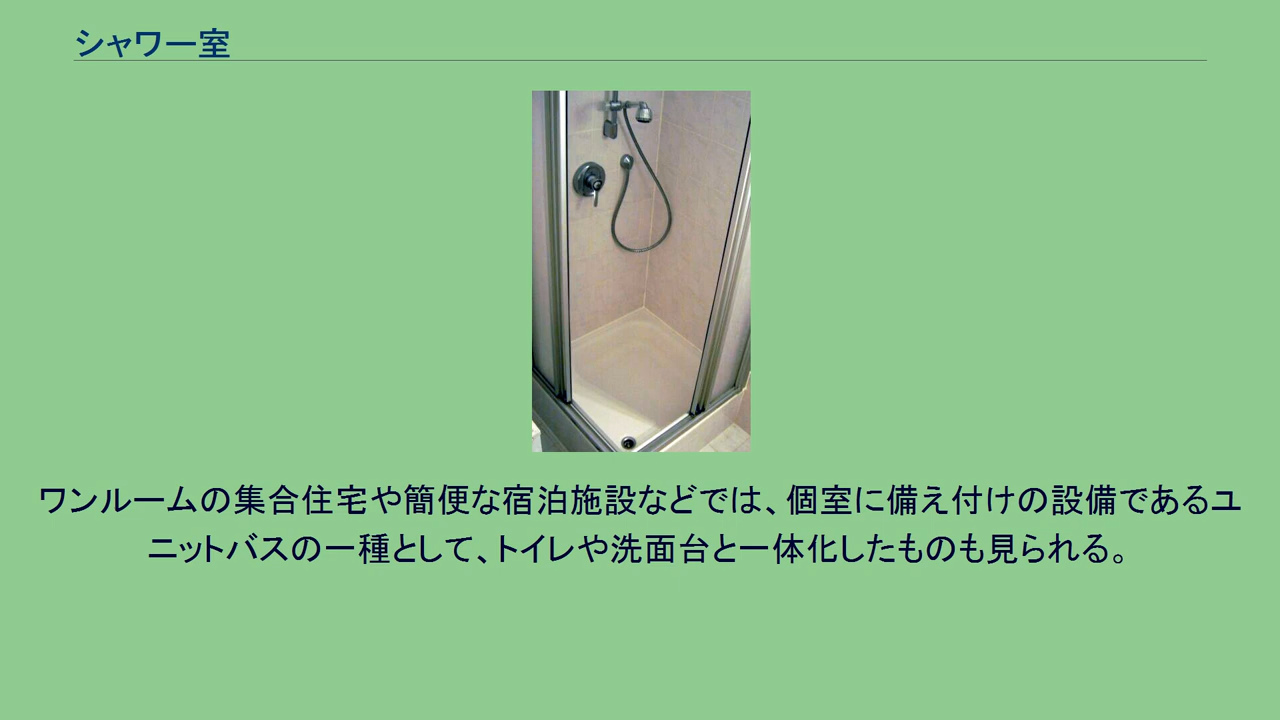 シャワー室
ワンルームの集合住宅や簡便な宿泊施設などでは、個室に備え付けの設備であるユ
ニットバスの一種として、トイレや洗面台と一体化したものも見られる。